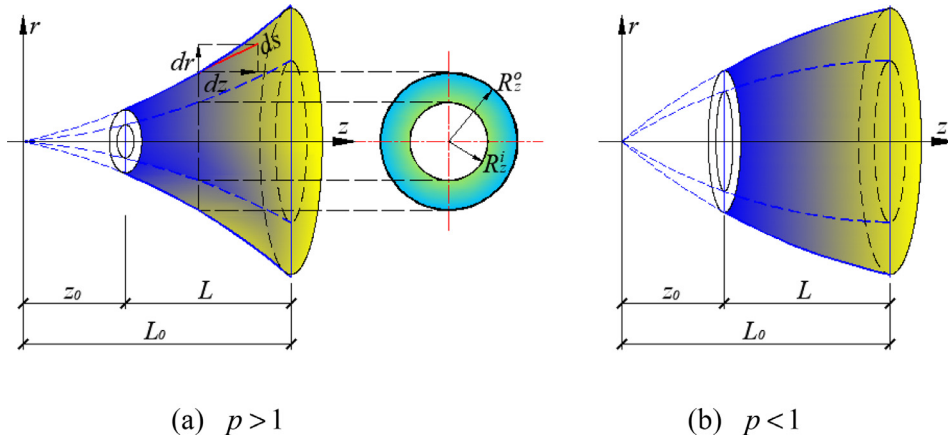 r
dr
ds
dz
z
R_z^o
R_z^i
z₀
L
L₀
(a) p > 1
r
z
z₀
L
L₀
(b) p < 1